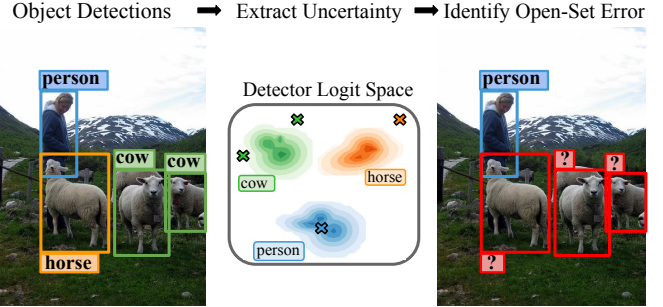 Object Detections
Extract Uncertainty
Identify Open-Set Error
person
cow
cow
horse
Detector Logit Space
cow
horse
person
person
?
?
?